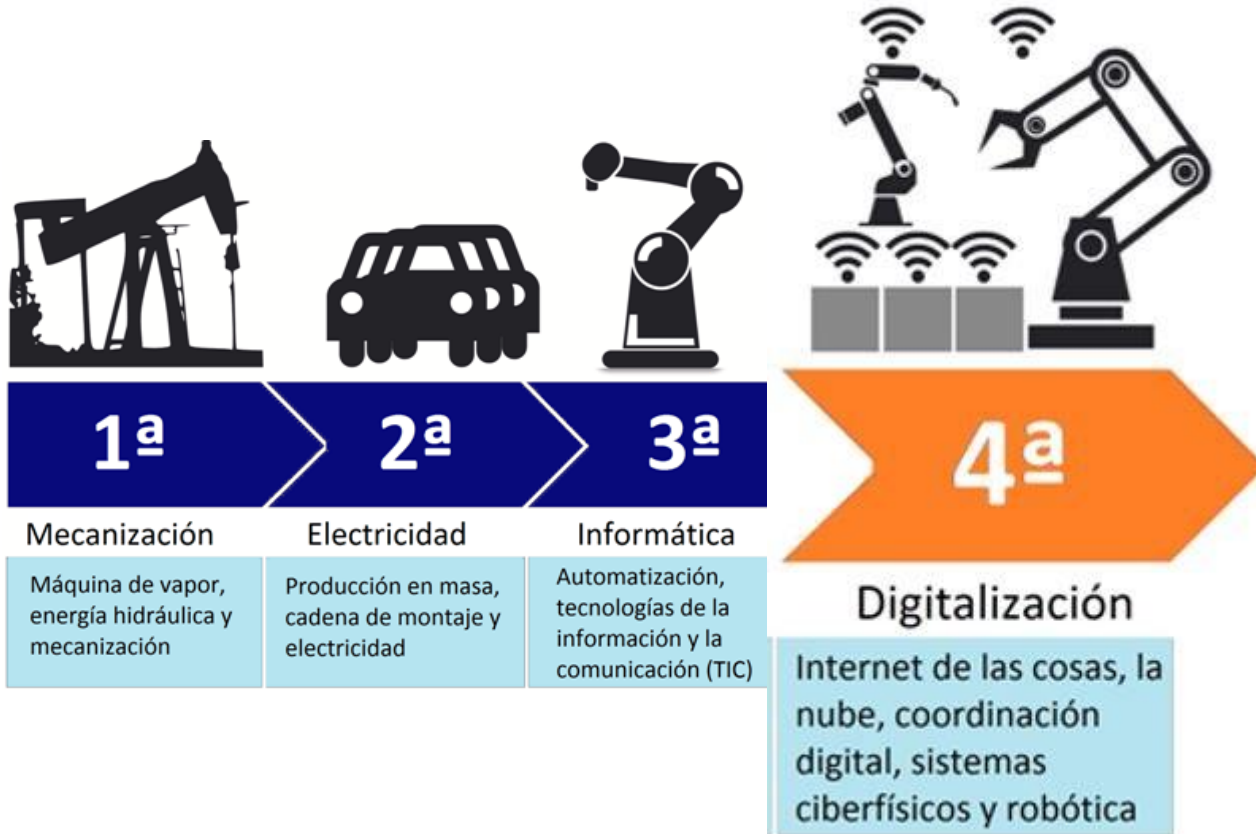 1ª
2ª
3ª
4ª
Mecanización
Electricidad
Informática
Digitalización
Máquina de vapor,
energía hidráulica y
mecanización
Producción en masa,
cadena de montaje y
electricidad
Automatización,
tecnologías de la
información y la
comunicación (TIC)
Internet de las cosas, la
nube, coordinación
digital, sistemas
ciberfísicos y robótica